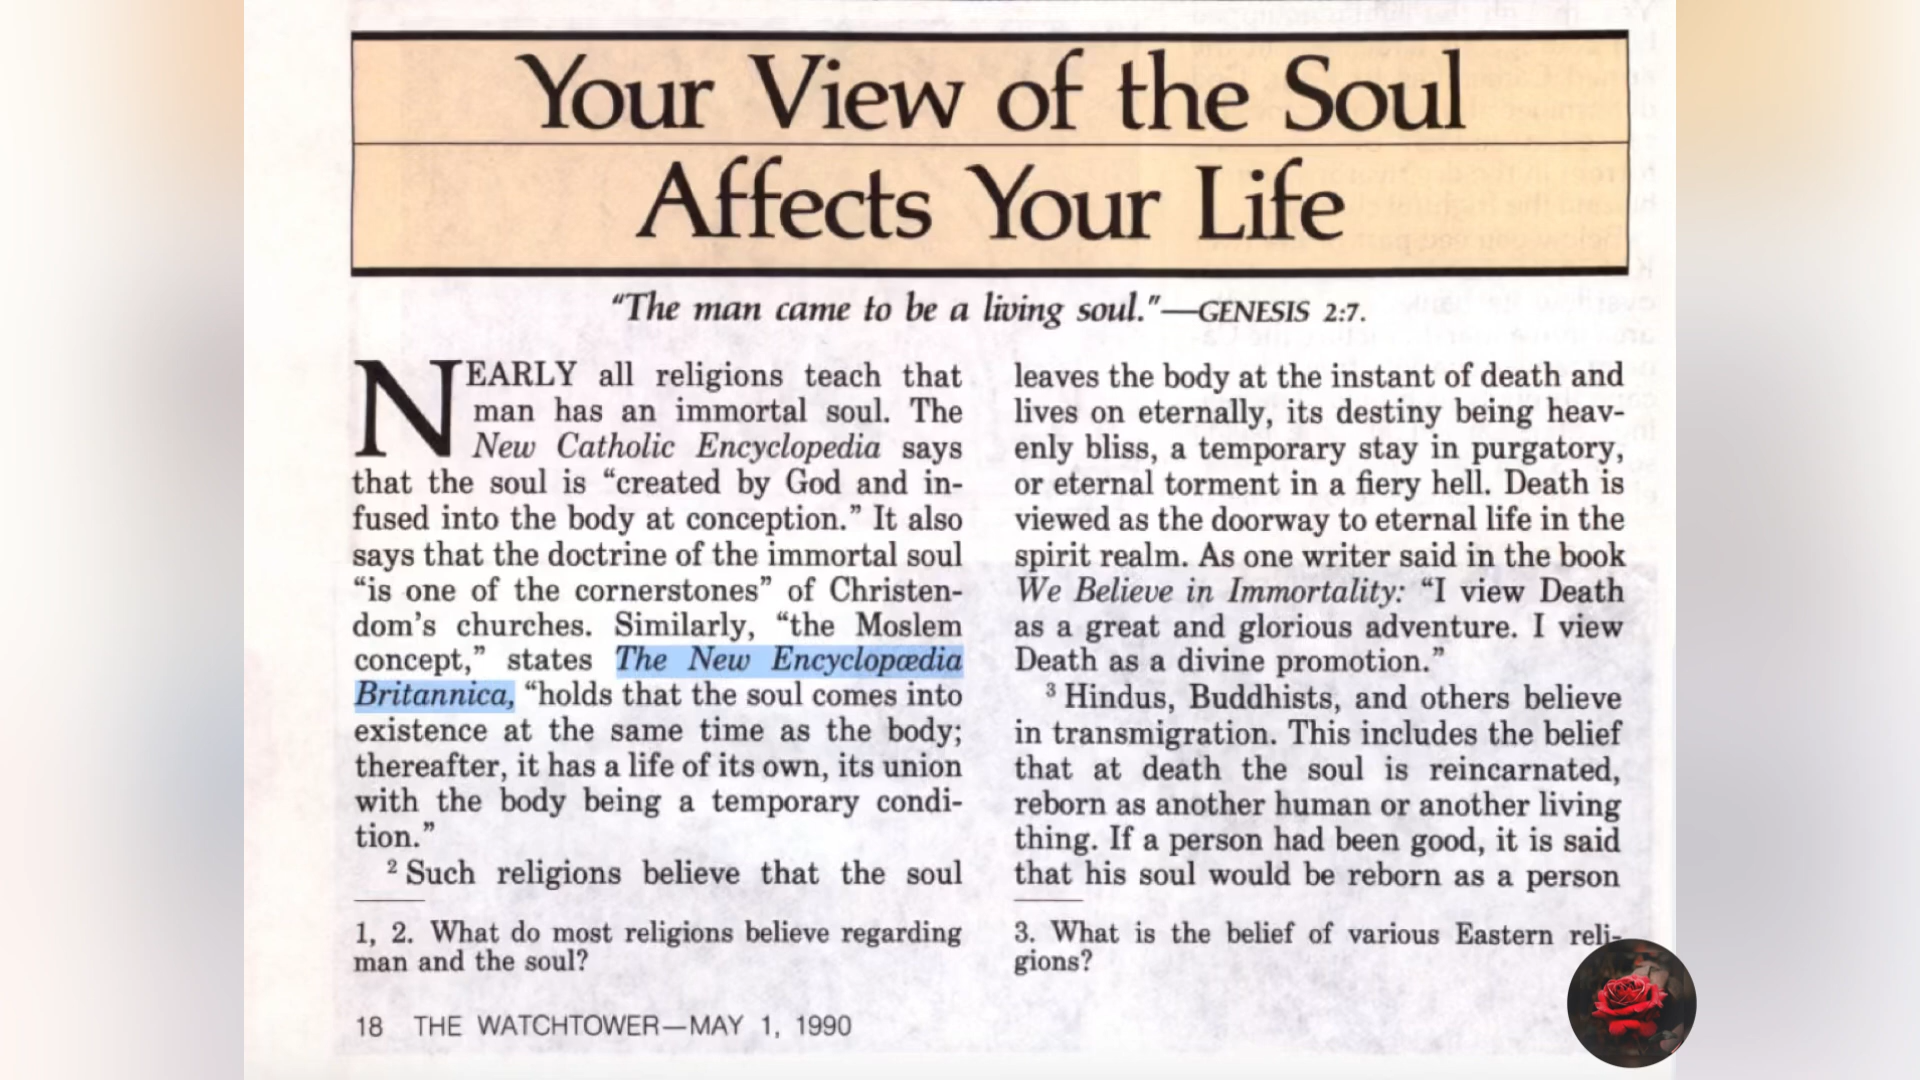 Your View of the Soul
Affects Your Life
“The man came to be a living soul.”—GENESIS 2:7.
NEARLY all religions teach that
man has an immortal soul. The
New Catholic Encyclopedia says
that the soul is “created by God and in-
fused into the body at conception.” It also
says that the doctrine of the immortal soul
“is one of the cornerstones” of Christen-
dom’s churches. Similarly, “the Moslem
concept,” states The New Encyclopædia
Britannica, “holds that the soul comes into
existence at the same time as the body;
thereafter, it has a life of its own, its union
with the body being a temporary condi-
tion.”
² Such religions believe that the soul
1, 2. What do most religions believe regarding
man and the soul?
leaves the body at the instant of death and
lives on eternally, its destiny being heav-
enly bliss, a temporary stay in purgatory,
or eternal torment in a fiery hell. Death is
viewed as the doorway to eternal life in the
spirit realm. As one writer said in the book
We Believe in Immortality: “I view Death
as a great and glorious adventure. I view
Death as a divine promotion.”
³ Hindus, Buddhists, and others believe
in transmigration. This includes the belief
that at death the soul is reincarnated,
reborn as another human or another living
thing. If a person had been good, it is said
that his soul would be reborn as a person
3. What is the belief of various Eastern reli-
gions?
18 THE WATCHTOWER—MAY 1, 1990